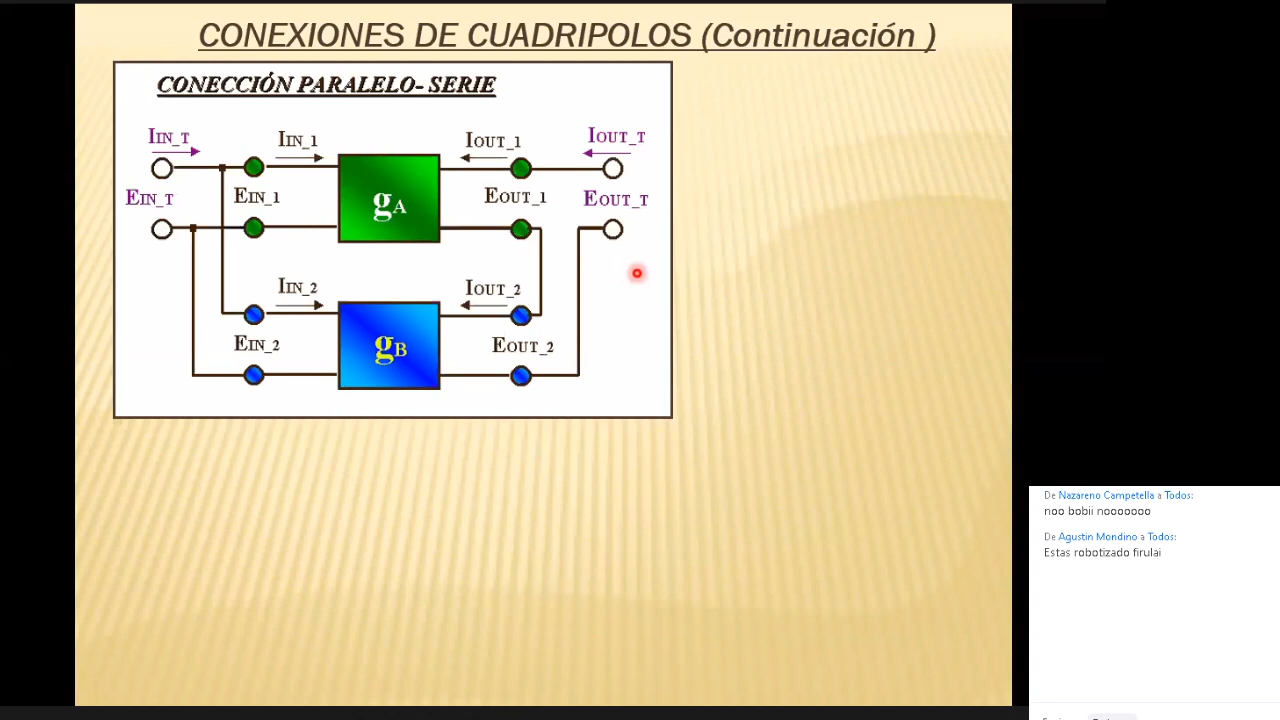 CONEXIONES DE CUADRIPOLOS (Continuación )
CONECCIÓN PARALELO- SERIE
IIN_T
IIN_1
IOUT_1
IOUT_T
EIN_T
EIN_1
gA
EOUT_1
EOUT_T
IIN_2
IOUT_2
EIN_2
gB
EOUT_2
De Nazareno Campetella a Todos:
noo bobii nooooooo
De Agustin Mondino a Todos:
Estas robotizado firulai